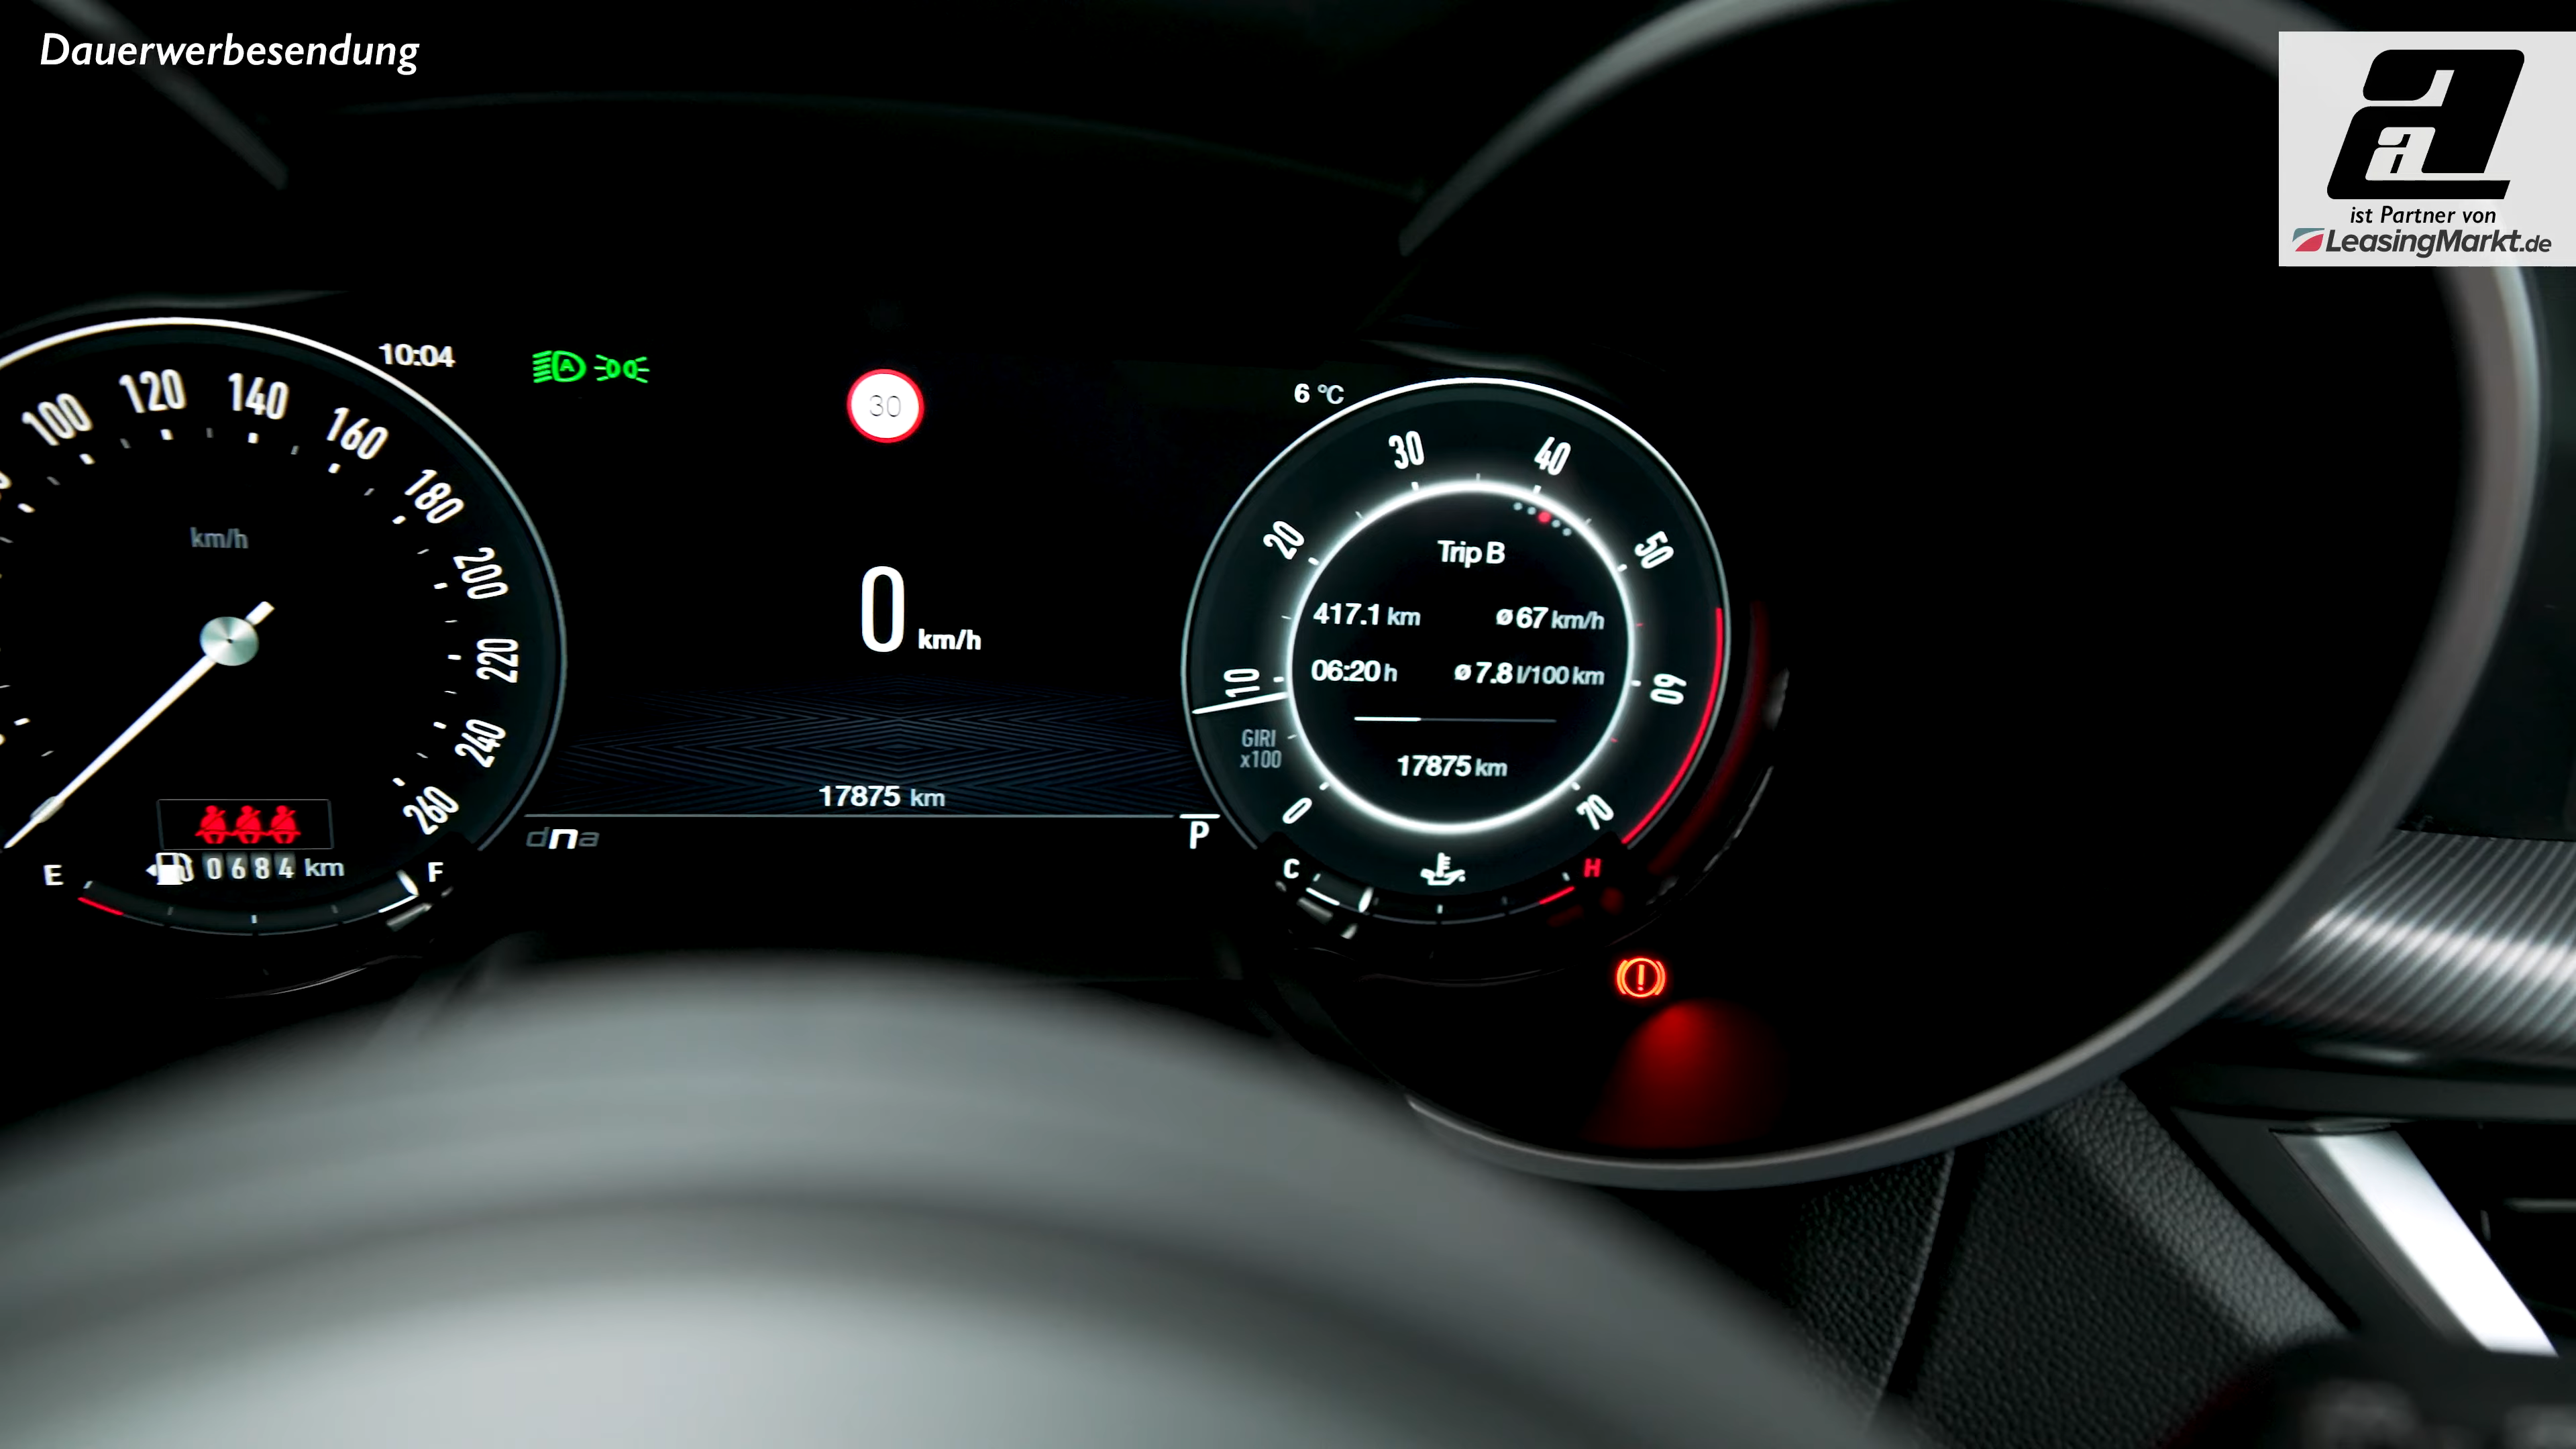 Dauerwerbesendung
ist Partner von
LeasingMarkt.de
10:04
100 120 140 160 180 200 220 240 260
km/h
30
6 °C
0 km/h
0 10 20 30 40 50 60 70
Trip B
417.1 km ø 67 km/h
06:20 h ø 7.8 l/100 km
GIRI
x100
17875 km
17875 km
dna
P
E 0684 km F
C H